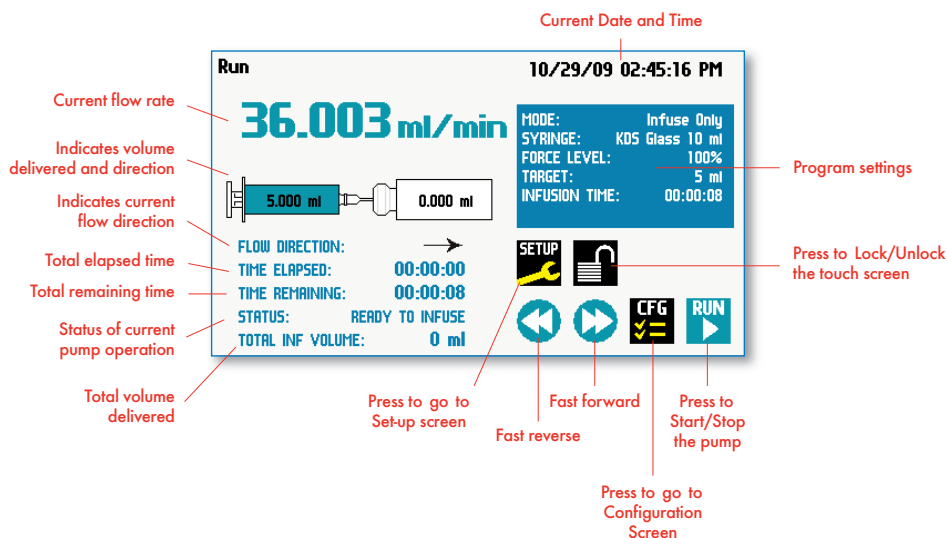 Current Date and Time
Run
10/29/09 02:45:16 PM
Current flow rate
36.003 ml/min
MODE: Infuse Only
SYRINGE: KDS Glass 10 ml
FORCE LEVEL: 100%
TARGET: 5 ml
INFUSION TIME: 00:00:08
Program settings
Indicates volume
delivered and direction
5.000 ml
0.000 ml
Indicates current
flow direction
FLOW DIRECTION:
Total elapsed time
TIME ELAPSED: 00:00:00
Total remaining time
TIME REMAINING: 00:00:08
Status of current
pump operation
STATUS: READY TO INFUSE
TOTAL INF VOLUME: 0 ml
Total volume
delivered
SETUP
Press to Lock/Unlock
the touch screen
CFG
RUN
Press to go to
Set-up screen
Fast reverse
Fast forward
Press to
Start/Stop
the pump
Press to go to
Configuration
Screen